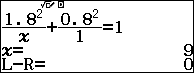 √▱ D
1.8²/x + 0.8²/1 = 1
x= 9
L-R= 0